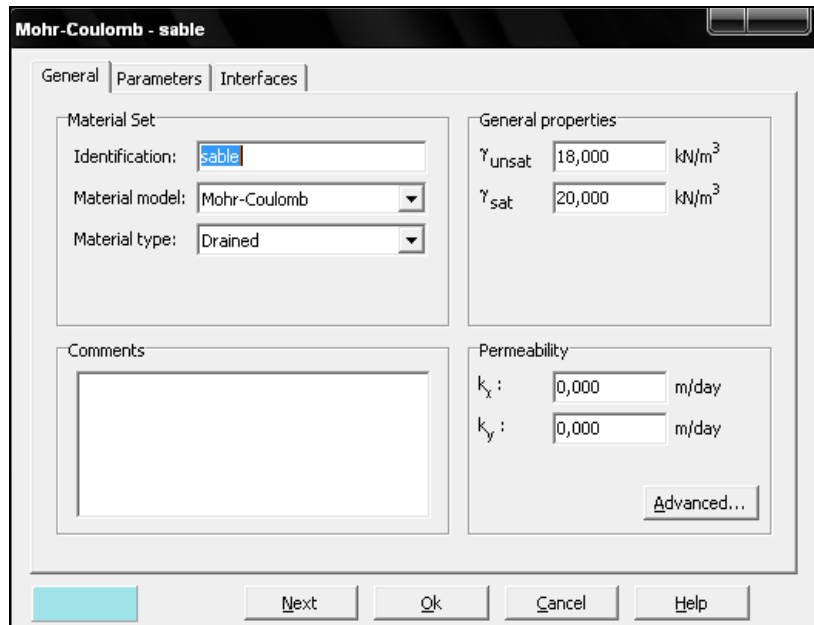 Mohr-Coulomb - sable
General Parameters Interfaces
Material Set
Identification: sable
Material model: Mohr-Coulomb
Material type: Drained
General properties
γunsat 18,000 kN/m³
γsat 20,000 kN/m³
Comments
Permeability
kx : 0,000 m/day
ky : 0,000 m/day
Advanced...
Next Ok Cancel Help